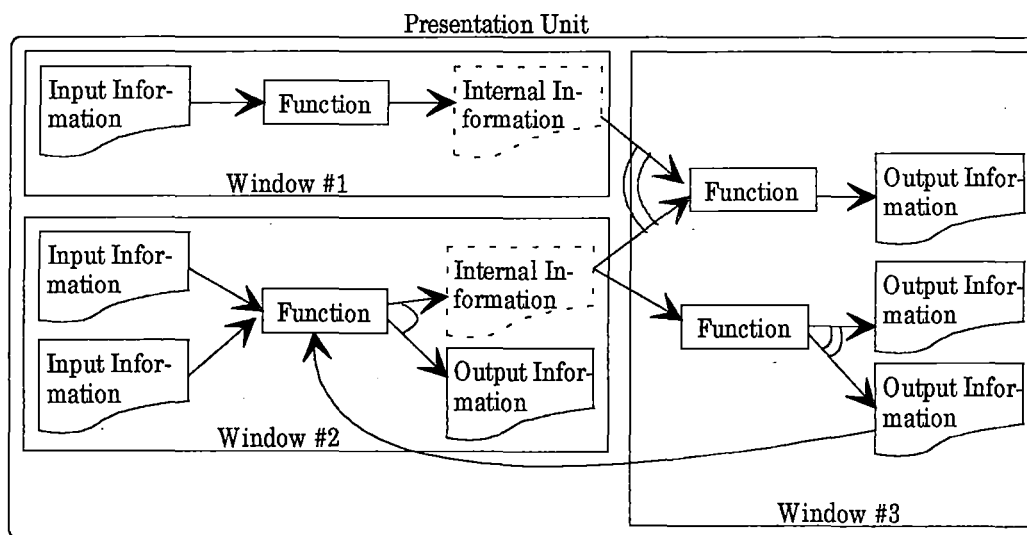 Presentation Unit
Input Infor-
mation
Function
Internal In-
formation
Window #1
Input Infor-
mation
Input Infor-
mation
Function
Internal In-
formation
Output Infor-
mation
Window #2
Function
Output Infor-
mation
Function
Output Infor-
mation
Output Infor-
mation
Window #3